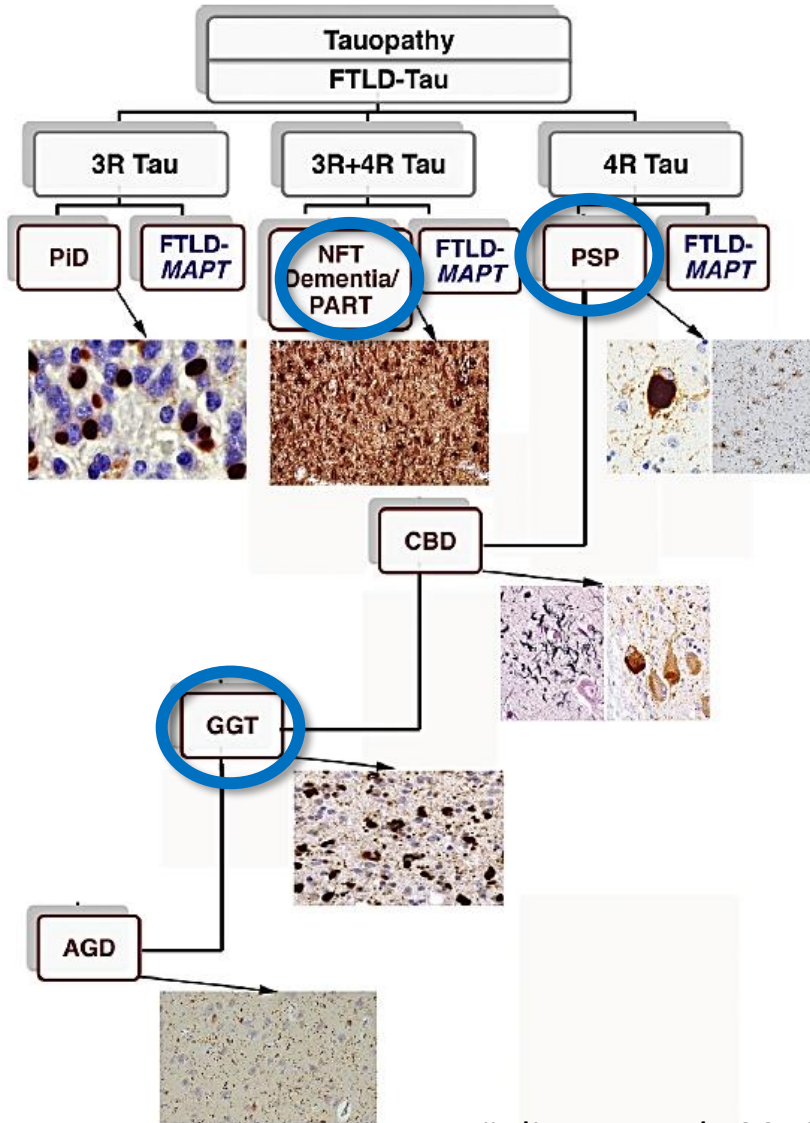 Tauopathy
FTLD-Tau
3R Tau
3R+4R Tau
4R Tau
PiD
FTLD-
MAPT
NFT
Dementia/
PART
FTLD-
MAPT
PSP
FTLD-
MAPT
CBD
GGT
AGD